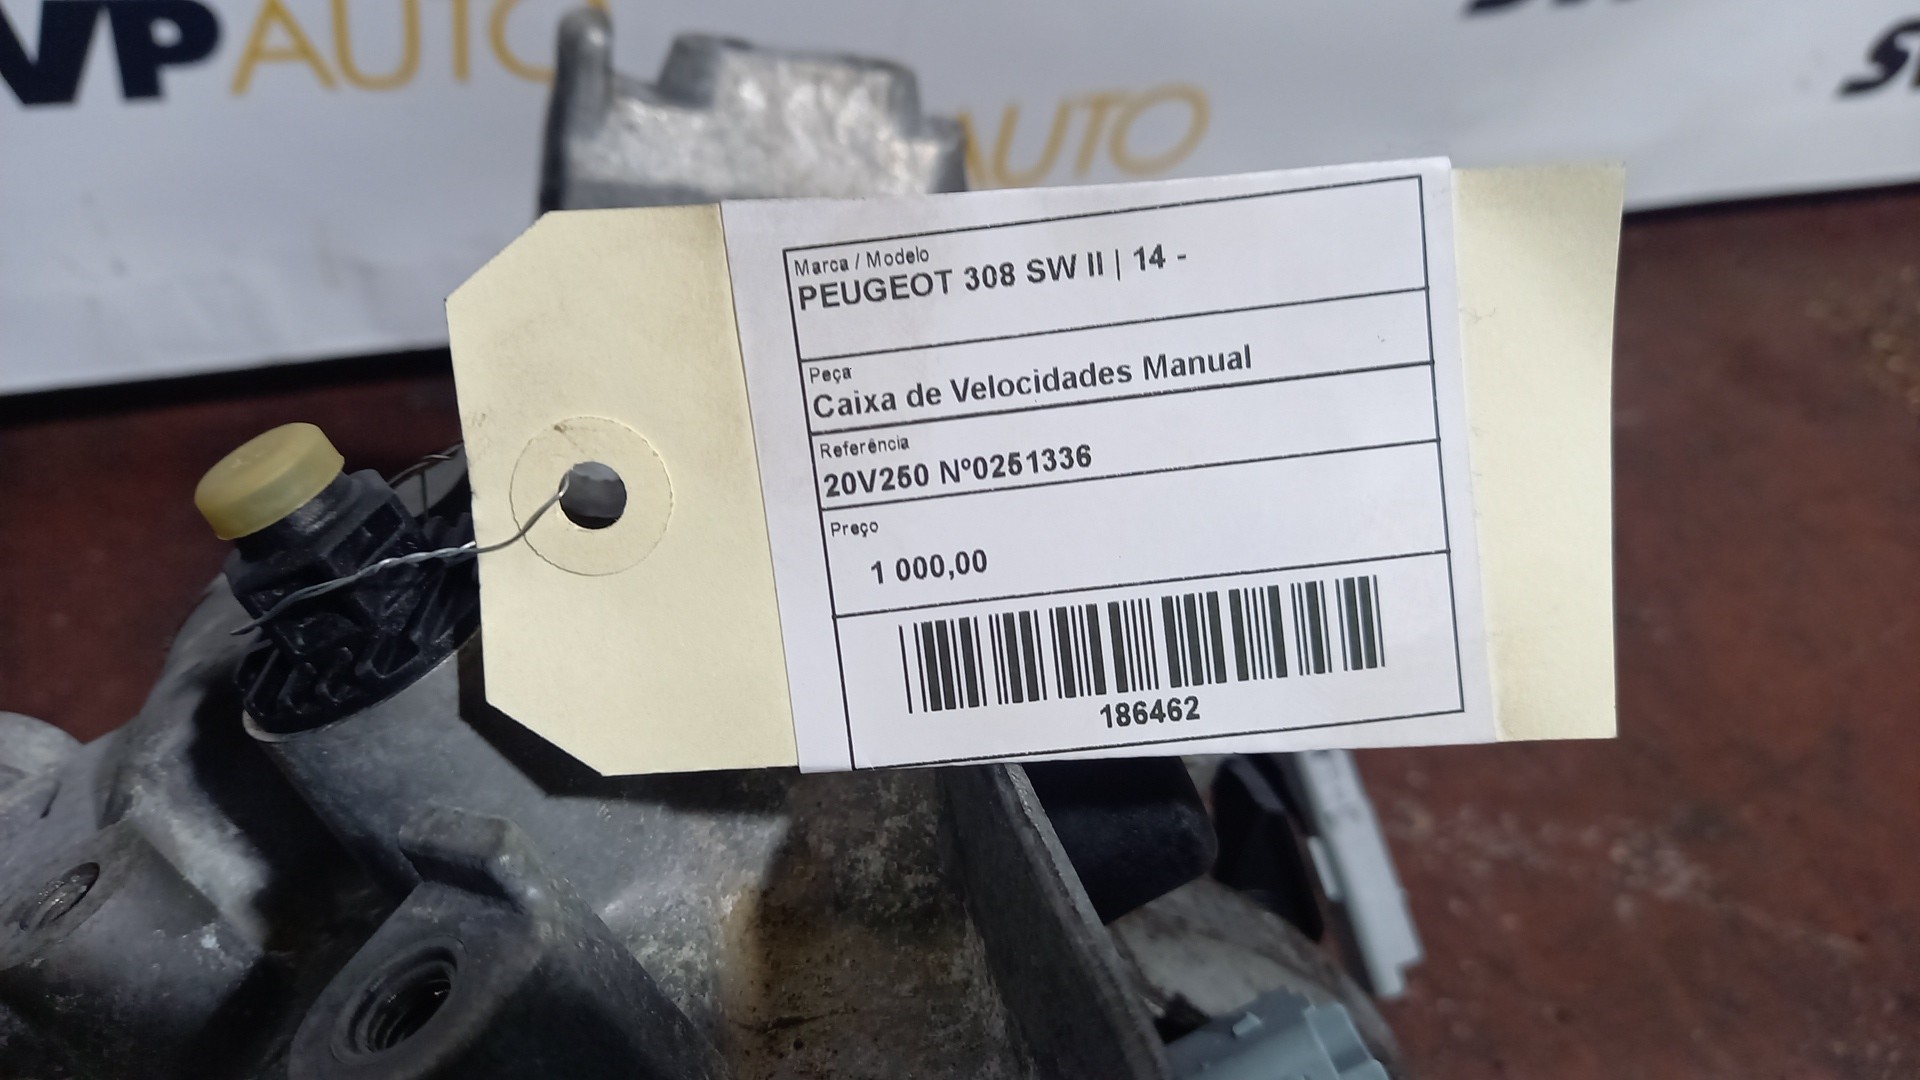 VP AUTO
AUTO
Marca / Modelo
PEUGEOT 308 SW II | 14 -
Peça
Caixa de Velocidades Manual
Referência
20V250 Nº0251336
Preço
1 000,00
186462